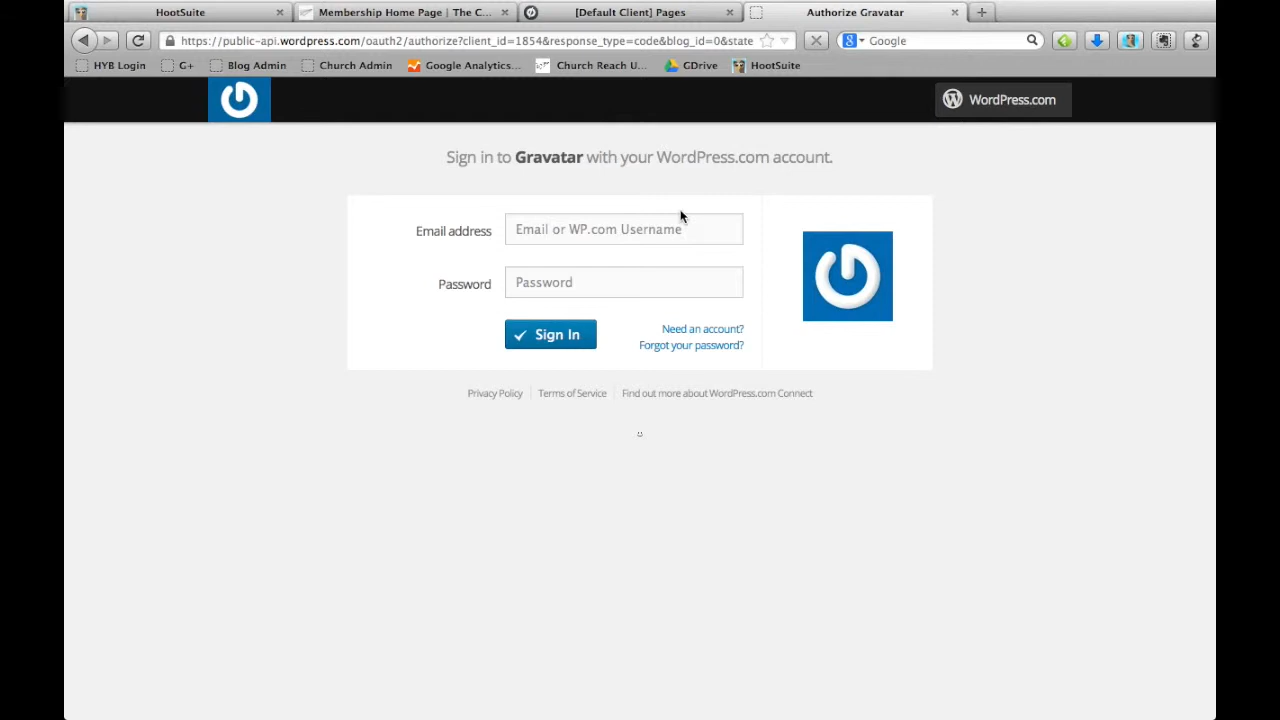 HootSuite
Membership Home Page | The C...
[Default Client] Pages
Authorize Gravatar
https://public-api.wordpress.com/oauth2/authorize?client_id=1854&response_type=code&blog_id=0&state
Google
HYB Login
G+
Blog Admin
Church Admin
Google Analytics...
Church Reach U...
GDrive
HootSuite
WordPress.com
Sign in to Gravatar with your WordPress.com account.
Email address
Email or WP.com Username
Password
Password
Sign In
Need an account?
Forgot your password?
Privacy Policy
Terms of Service
Find out more about WordPress.com Connect